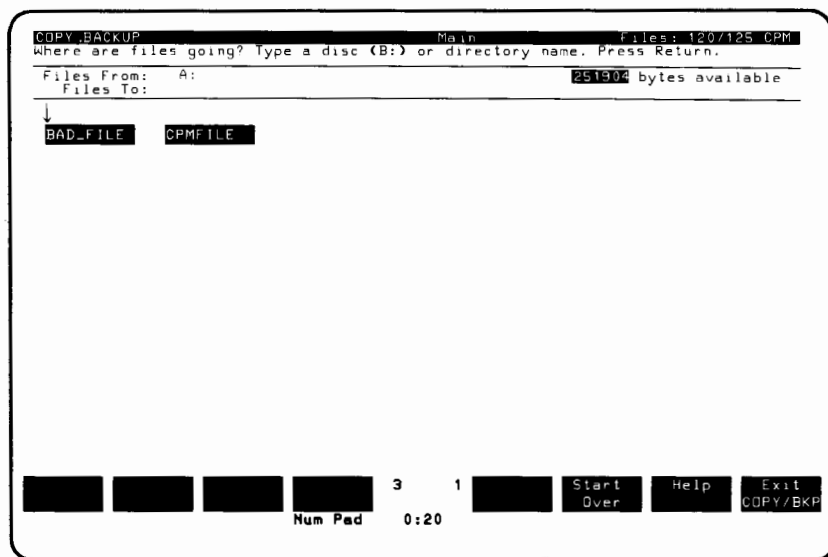 COPY.BACKUP Main Files: 120/125 CPM
Where are files going? Type a disc (B:) or directory name. Press Return.
Files From: A: 251904 bytes available
Files To:
BAD_FILE CPMFILE
3 1 Start Help Exit
Over COPY/BKP
Num Pad 0:20